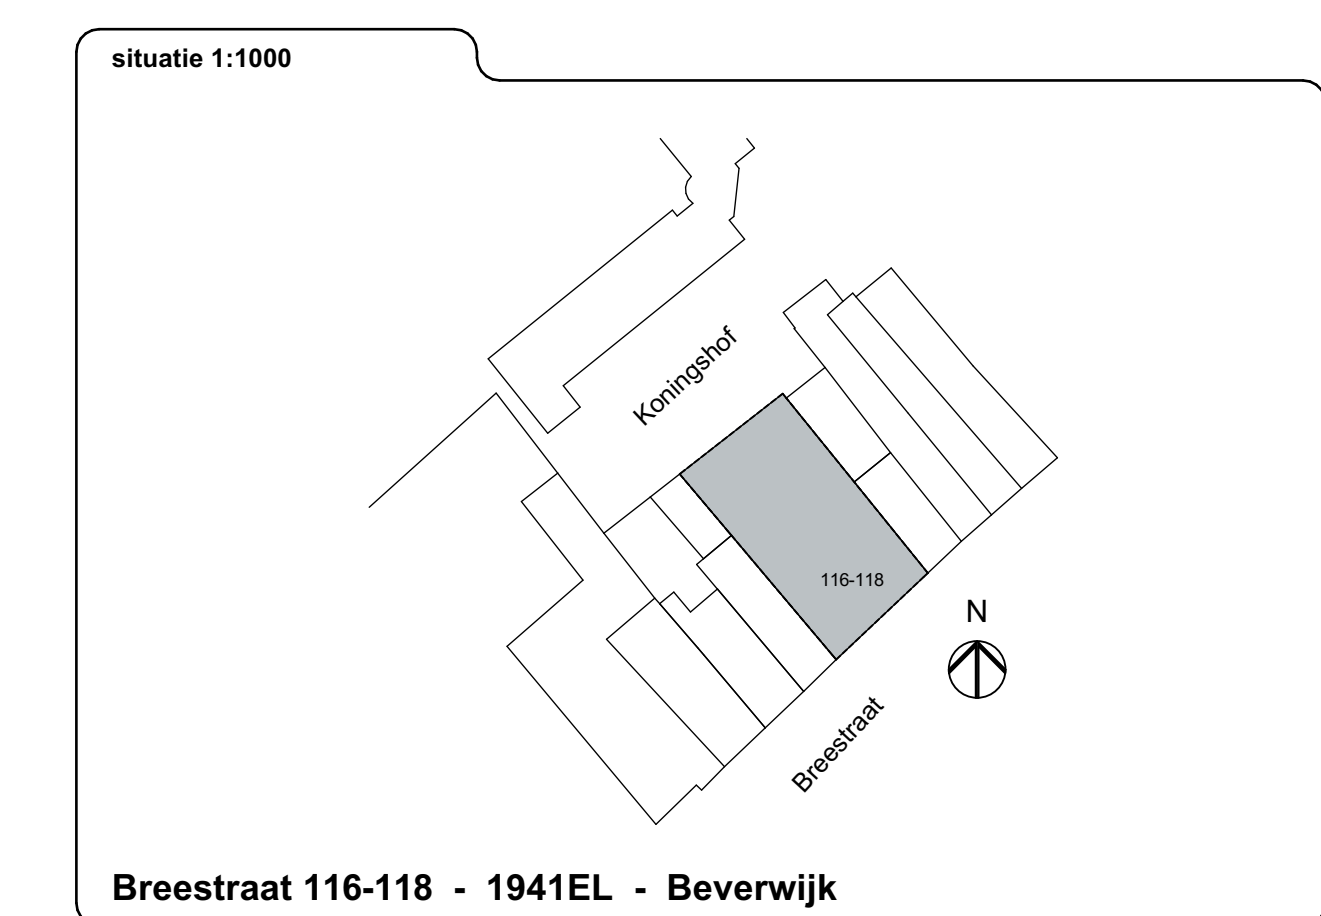 situatie 1:1000
Koningshof
116-118
N
Breestraat
Breestraat 116-118 - 1941EL - Beverwijk